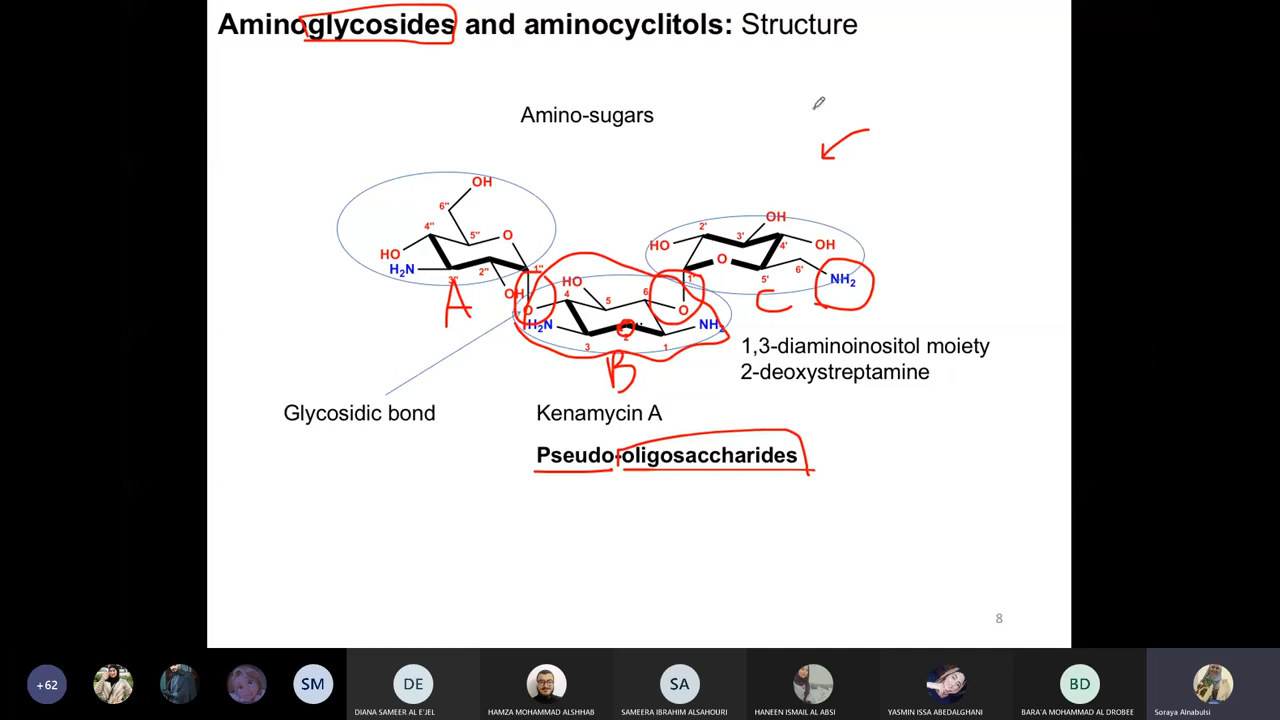 Aminoglycosides and aminocyclitols: Structure
Amino-sugars
OH
6"
4"
5"
O
HO
H₂N
3"
2"
1"
OH
A
OH
2'
3'
HO
4'
OH
O
1'
5'
6'
NH₂
C
HO
4
5
6
O
O
H₂N
NH₂
3
2
1
B
1,3-diaminoinositol moiety
2-deoxystreptamine
Glycosidic bond
Kenamycin A
Pseudo-oligosaccharides
8
+62
SM
DE
DIANA SAMEER AL E'JEL
HAMZA MOHAMMAD ALSHHAB
SA
SAMEERA IBRAHIM ALSAHOURI
HANEEN ISMAIL AL ABSI
YASMIN ISSA ABEDALGHANI
BD
BARA'A MOHAMMAD AL DROBEE
Soraya Alnabulsi